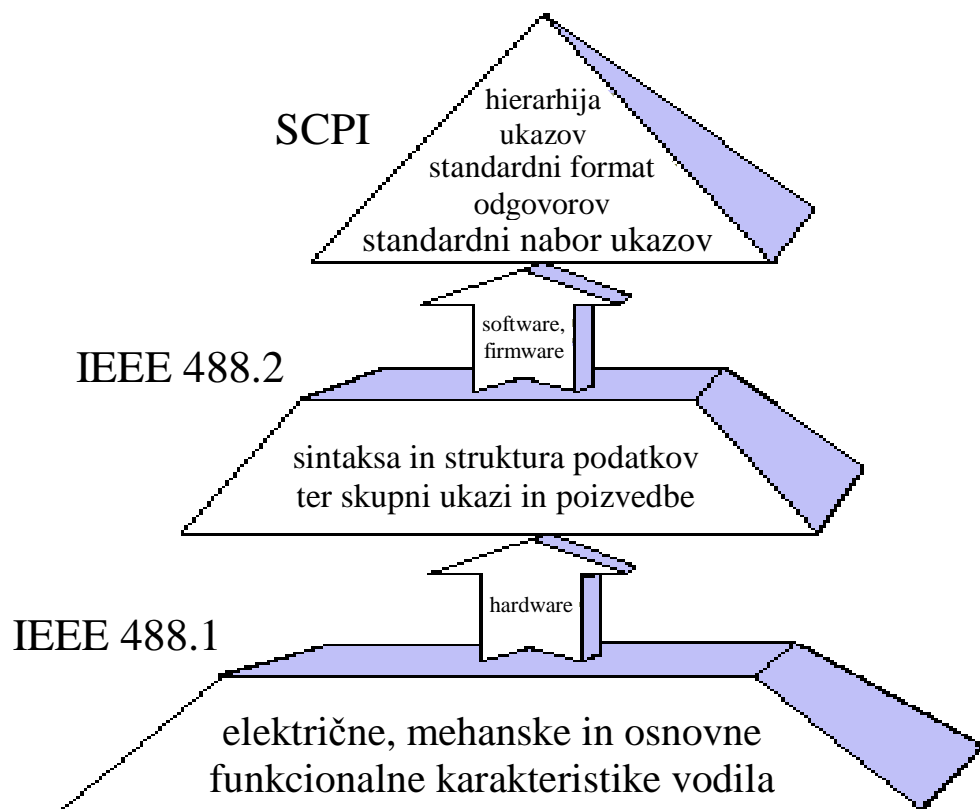 SCPI
hierarhija
ukazov
standardni format
odgovorov
standardni nabor ukazov
software,
firmware
IEEE 488.2
sintaksa in struktura podatkov
ter skupni ukazi in poizvedbe
hardware
IEEE 488.1
električne, mehanske in osnovne
funkcionalne karakteristike vodila